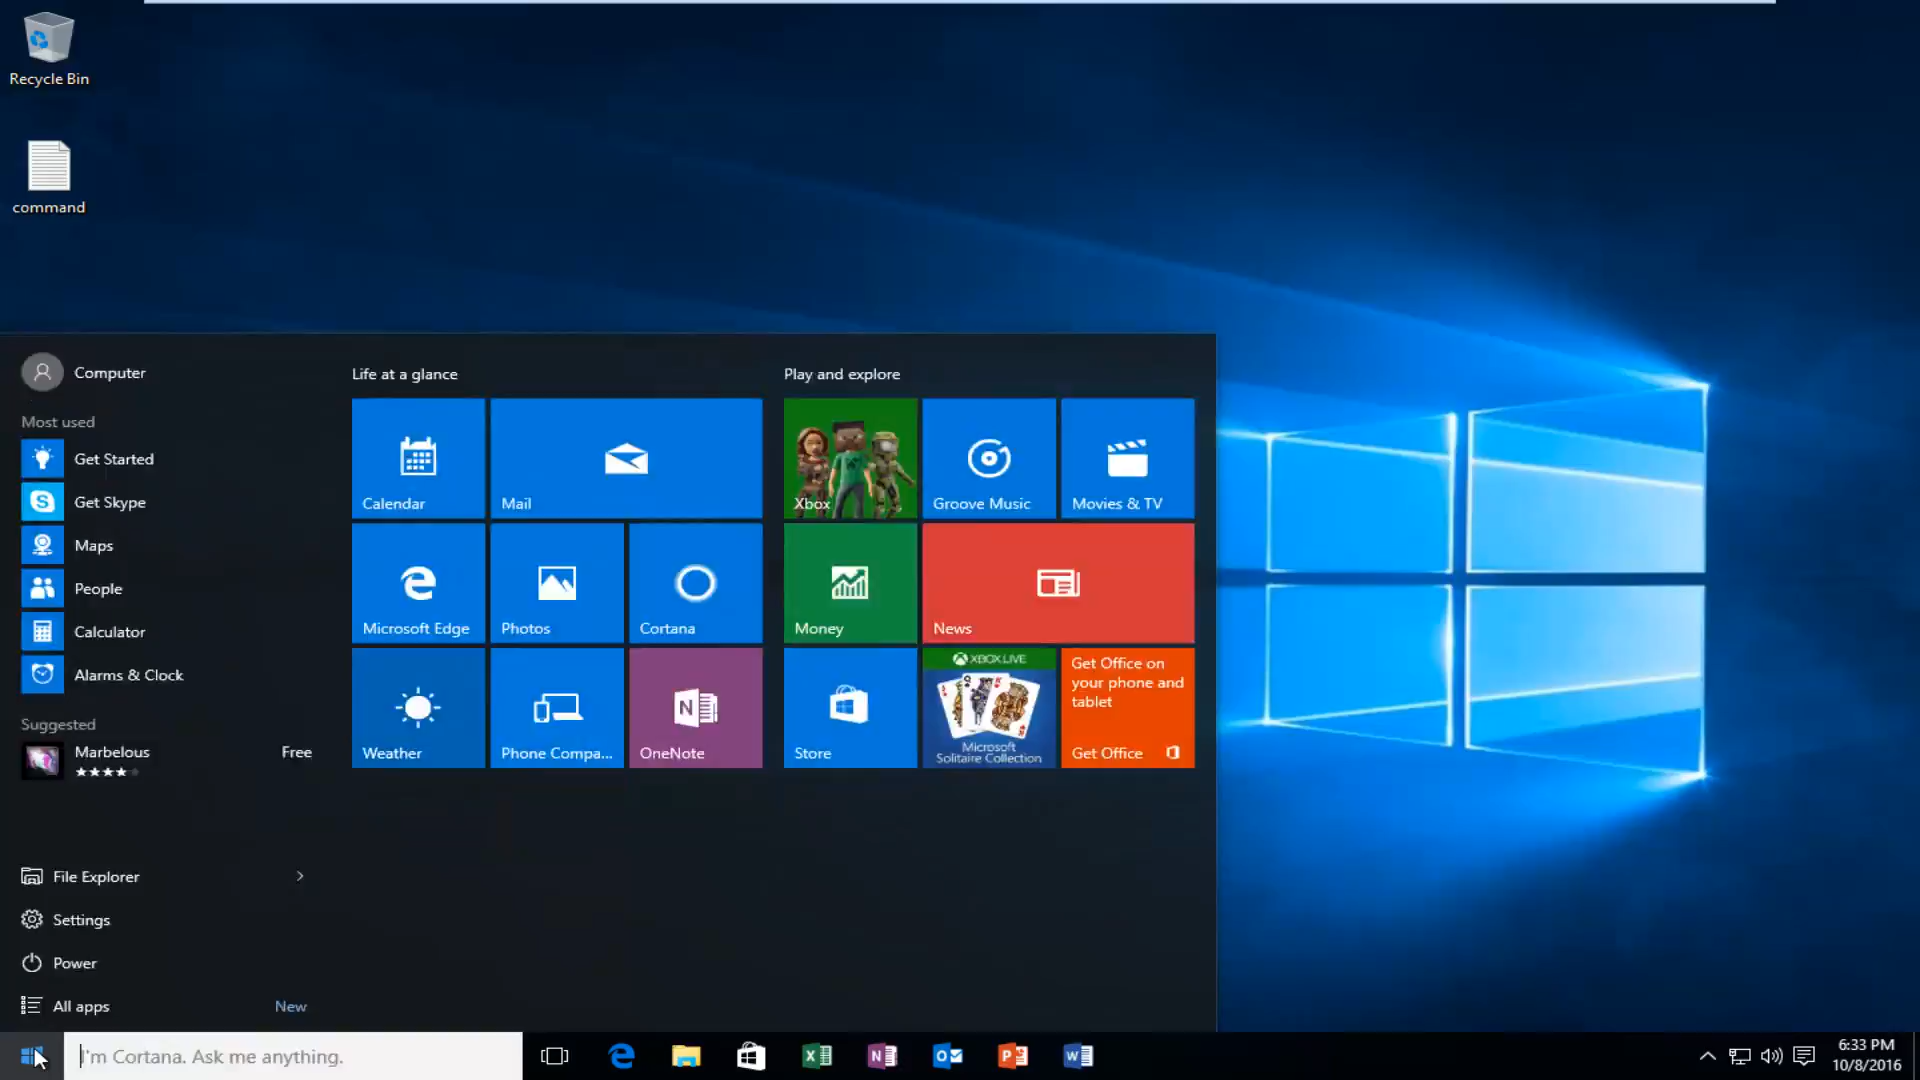 Recycle Bin
command
Computer
Most used
Get Started
Get Skype
Maps
People
Calculator
Alarms & Clock
Suggested
Marbelous
Free
File Explorer
Settings
Power
All apps
New
Life at a glance
Calendar
Mail
Microsoft Edge
Photos
Cortana
Weather
Phone Compa...
OneNote
Play and explore
Xbox
Groove Music
Movies & TV
Money
News
Store
XBOX LIVE
Microsoft
Solitaire Collection
Get Office on
your phone and
tablet
Get Office
I'm Cortana. Ask me anything.
6:33 PM
10/8/2016